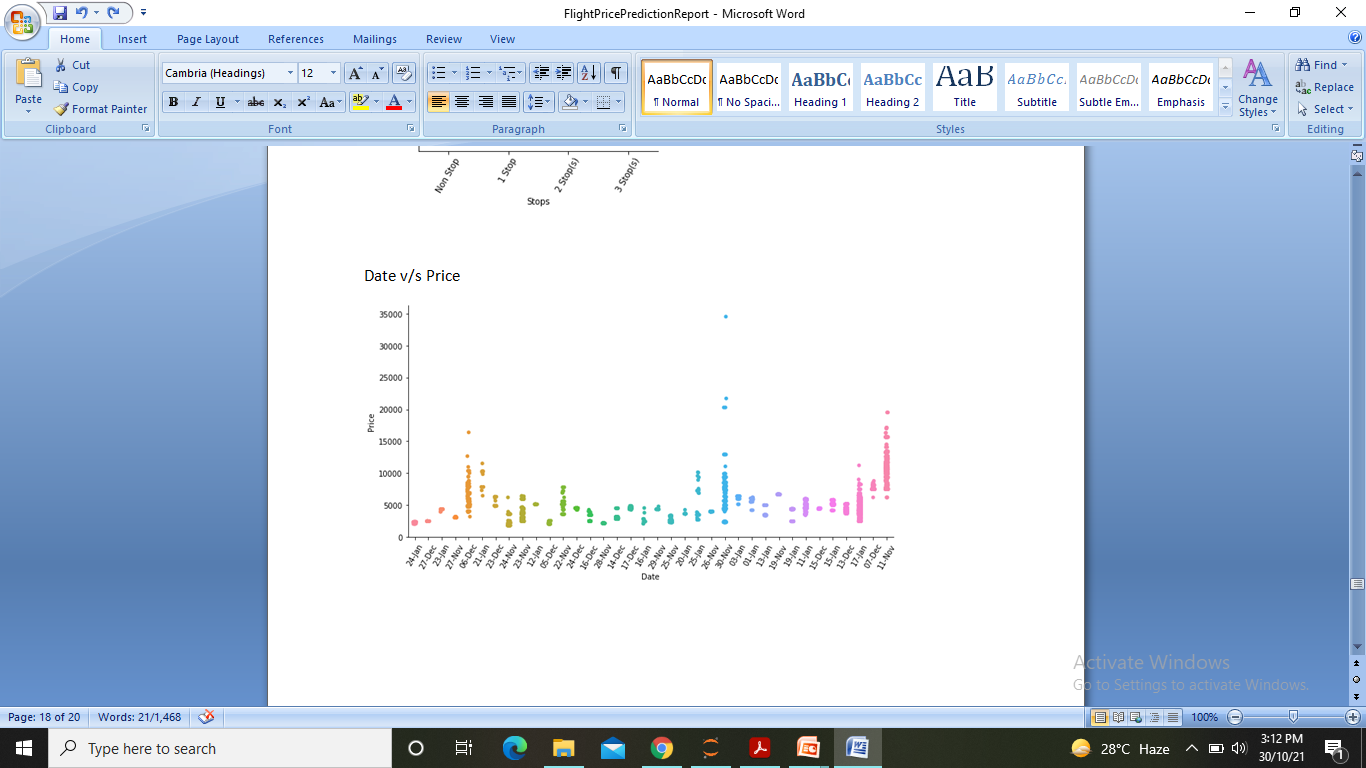 FlightPricePredictionReport - Microsoft Word
Home Insert Page Layout References Mailings Review View
Paste
Cut
Copy
Format Painter
Clipboard
Cambria (Headings) 12
B I U abc x₂ x² Aa
Font
Paragraph
AaBbCcDc AaBbCcDc AaBbC AaBbCc AaB AaBbCc. AaBbCcDc AaBbCcDc
¶ Normal ¶ No Spaci... Heading 1 Heading 2 Title Subtitle Subtle Em... Emphasis
Change
Styles
Styles
Find
Replace
Select
Editing
Non Stop 1 Stop 2 Stop(s) 3 Stop(s)
Stops
Date v/s Price
35000
30000
25000
20000
15000
10000
5000
0
Price
24-Jan 27-Dec 23-Jan 27-Nov 06-Dec 21-Jan 23-Dec 24-Nov 23-Nov 12-Jan 05-Dec 22-Nov 24-Dec 16-Dec 28-Nov 14-Dec 17-Dec 16-Jan 29-Nov 25-Nov 20-Jan 25-Jan 26-Nov 30-Nov 03-Jan 01-Jan 13-Jan 19-Nov 19-Jan 11-Jan 15-Dec 15-Jan 13-Dec 17-Jan 07-Dec 11-Nov
Date
Activate Windows
Go to Settings to activate Windows.
Page: 18 of 20 Words: 21/1,468 100%
Type here to search
28°C Haze
3:12 PM
30/10/21
1